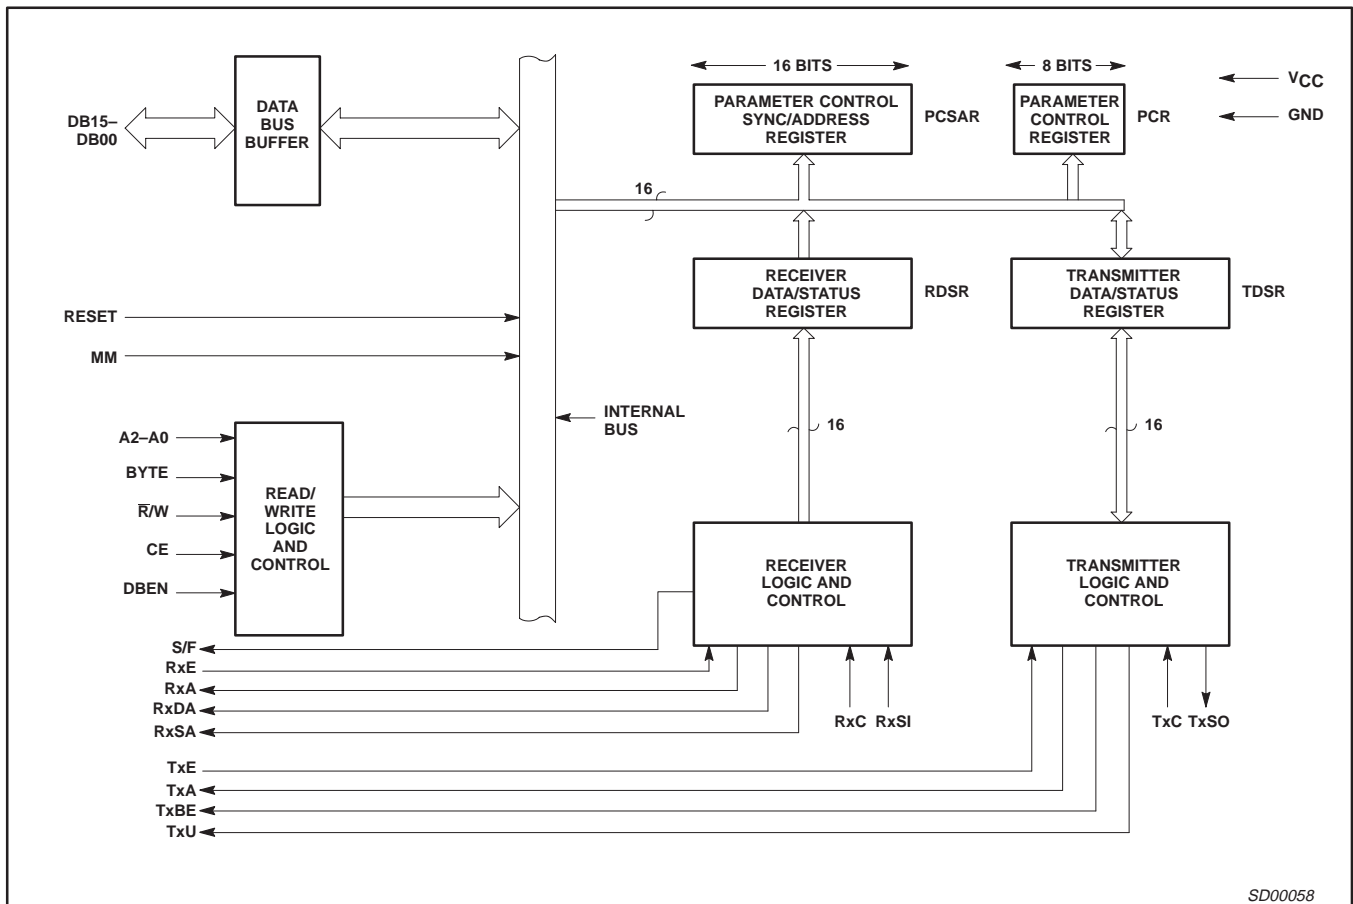 16 BITS
8 BITS
DATA
BUS
BUFFER
DB15–
DB00
PARAMETER CONTROL
SYNC/ADDRESS
REGISTER
PCSAR
PARAMETER
CONTROL
REGISTER
PCR
VCC
GND
16
RECEIVER
DATA/STATUS
REGISTER
RDSR
TRANSMITTER
DATA/STATUS
REGISTER
TDSR
RESET
MM
INTERNAL
BUS
16
16
A2–A0
BYTE
R̅/W
CE
DBEN
READ/
WRITE
LOGIC
AND
CONTROL
RECEIVER
LOGIC AND
CONTROL
TRANSMITTER
LOGIC AND
CONTROL
S/F
RxE
RxA
RxDA
RxSA
RxC RxSI
TxC TxSO
TxE
TxA
TxBE
TxU
SD00058